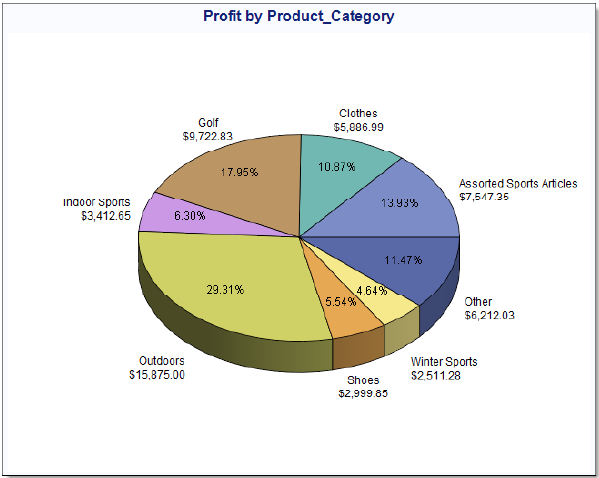 Profit by Product_Category
Clothes
$5,886.99
Golf
$9,722.83
10.87%
17.95%
Assorted Sports Articles
$7,547.35
13.93%
Indoor Sports
$3,412.65
6.30%
11.47%
29.31%
4.64%
5.54%
Other
$6,212.03
Outdoors
$15,875.00
Winter Sports
$2,511.28
Shoes
$2,999.85